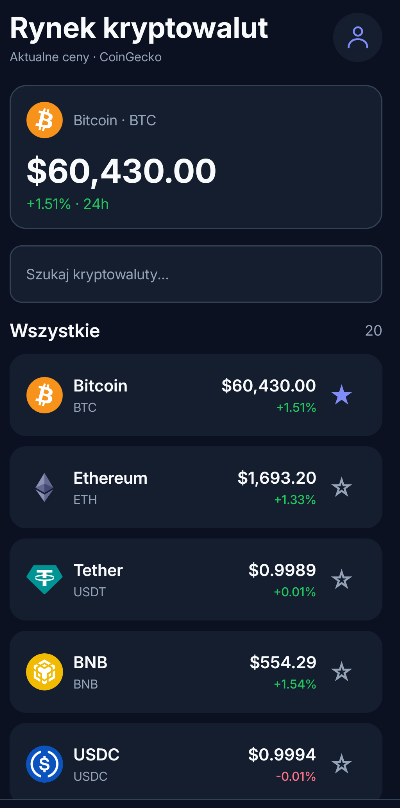 Rynek kryptowalut
Aktualne ceny · CoinGecko
Bitcoin · BTC
$60,430.00
+1.51% · 24h
Szukaj kryptowaluty...
Wszystkie 20
Bitcoin $60,430.00
BTC +1.51%
Ethereum $1,693.20
ETH +1.33%
Tether $0.9989
USDT +0.01%
BNB $554.29
BNB +1.54%
USDC $0.9994
USDC -0.01%